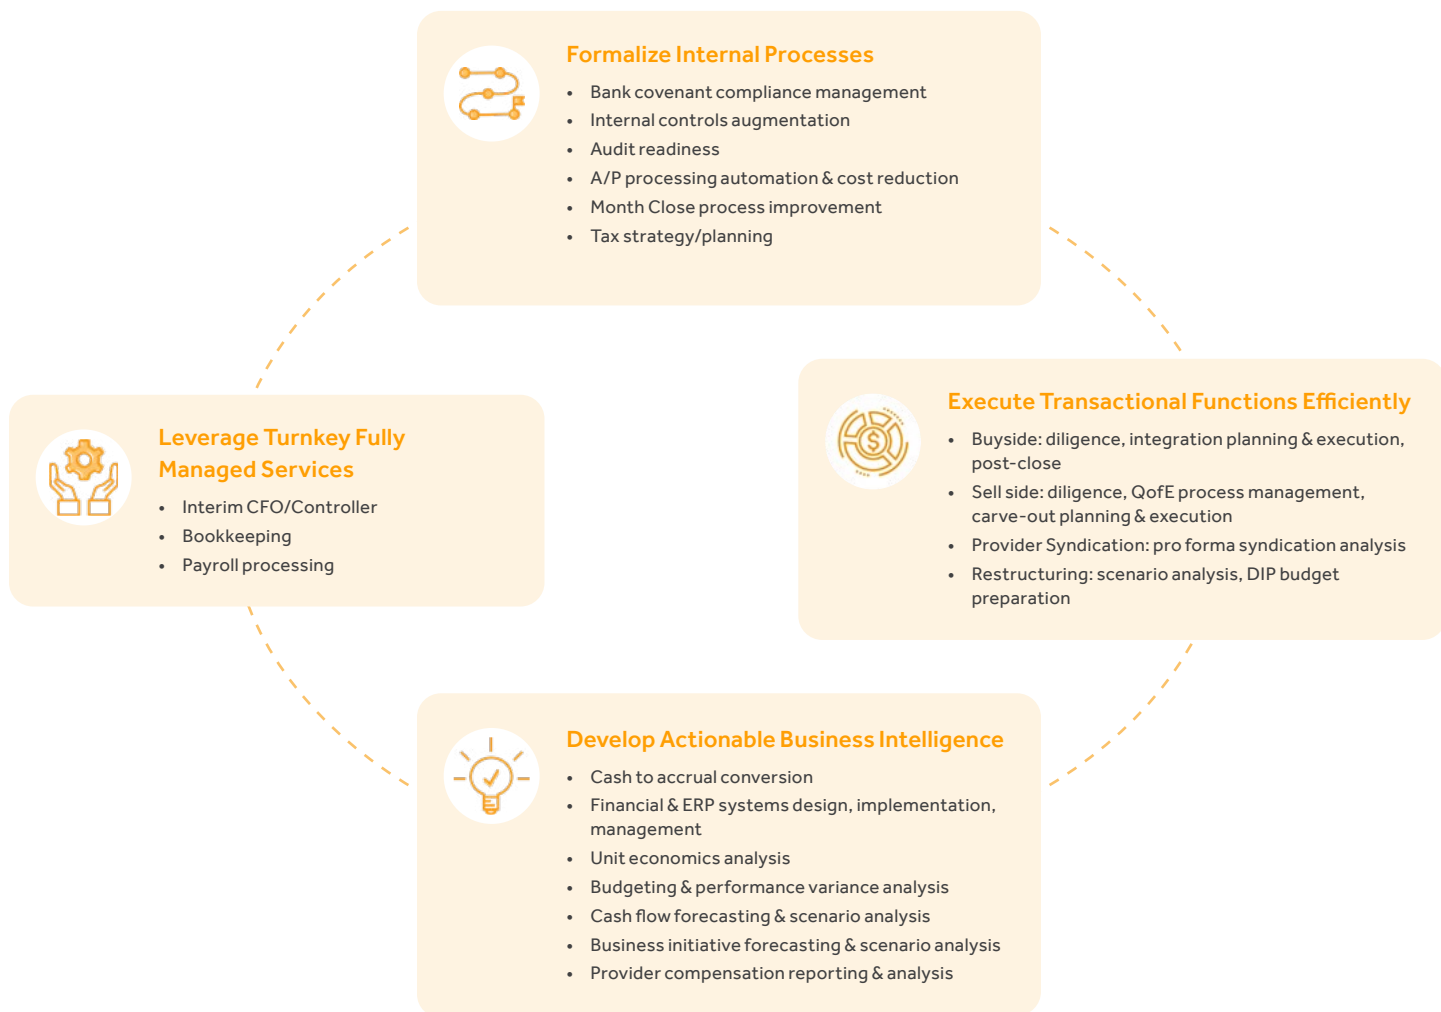 Formalize Internal Processes
• Bank covenant compliance management
• Internal controls augmentation
• Audit readiness
• A/P processing automation & cost reduction
• Month Close process improvement
• Tax strategy/planning
Execute Transactional Functions Efficiently
• Buyside: diligence, integration planning & execution,
post-close
• Sell side: diligence, QofE process management,
carve-out planning & execution
• Provider Syndication: pro forma syndication analysis
• Restructuring: scenario analysis, DIP budget
preparation
Leverage Turnkey Fully
Managed Services
• Interim CFO/Controller
• Bookkeeping
• Payroll processing
Develop Actionable Business Intelligence
• Cash to accrual conversion
• Financial & ERP systems design, implementation,
management
• Unit economics analysis
• Budgeting & performance variance analysis
• Cash flow forecasting & scenario analysis
• Business initiative forecasting & scenario analysis
• Provider compensation reporting & analysis